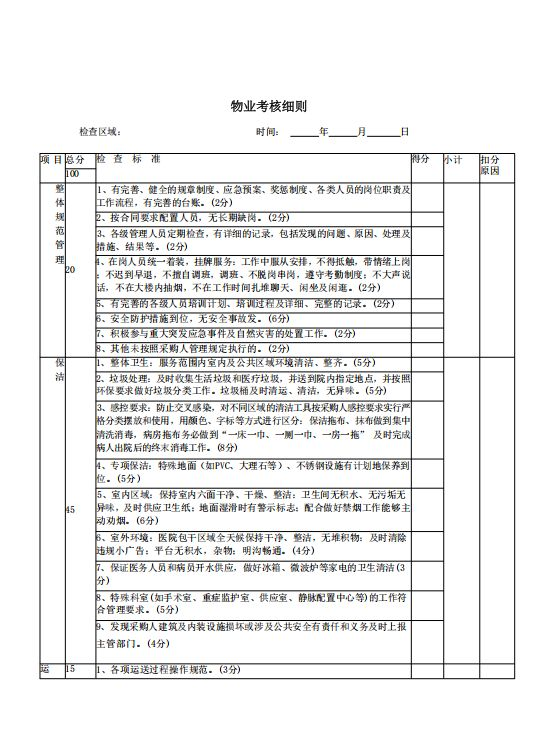 物业考核细则
检查区域： 时间： 年 月 日
项 目 总分 检 查 标 准 得分 小计 扣分原因
100
整体规范管理
20
1、有完善、健全的规章制度、应急预案、奖惩制度、各类人员的岗位职责及
工作流程，有完善的台账。(2分)
2、按合同要求配置人员，无长期缺岗。(2分)
3、各级管理人员定期检查，有详细的记录，包括发现的问题、原因、处理及
措施、结果等。(2分)
4、在岗人员统一着装，挂牌服务；工作中服从安排，不得抵触，带情绪上岗
；不迟到早退，不擅自调班，调班、不脱岗串岗，遵守考勤制度；不大声说
话，不在大楼内抽烟，不在工作时间扎堆聊天、闲坐及闲逛。(2分)
5、有完善的各级人员培训计划、培训过程及详细、完整的记录。(2分)
6、安全防护措施到位，无安全事故发。(6分)
7、积极参与重大突发应急事件及自然灾害的处置工作。(2分)
8、其他未按照采购人管理规定执行的。(2分)
保洁
45
1、整体卫生：服务范围内室内及公共区域环境清洁、整齐。(5分)
2、垃圾处理：及时收集生活垃圾和医疗垃圾，并送到院内指定地点，并按照
环保要求做好垃圾分类工作。垃圾桶及时清运、清洁，无异味。(5分)
3、感控要求：防止交叉感染，对不同区域的清洁工具按采购人感控要求实行严
格分类摆放和使用，用颜色、字标等方式进行区分：保洁拖布、抹布做到集中
清洗消毒，病房拖布务必做到“一床一巾、一厕一巾、一房一拖” 及时完成
病人出院后的终末消毒工作。(8分)
4、专项保洁：特殊地面（如PVC、大理石等）、不锈钢设施有计划地保养到
位。(5分)
5、室内区域：保持室内六面干净、干燥、整洁；卫生间无积水、无污垢无
异味，及时供应卫生纸；地面湿滑时有警示标志；配合做好禁烟工作能够主
动劝烟。(6分)
6、室外环境：医院包干区域全天候保持干净、整洁，无堆积物；及时清除
违规小广告；平台无积水，杂物；明沟畅通。(4分)
7、保证医务人员和病员开水供应，做好冰箱、微波炉等家电的卫生清洁(3
分)
8、特殊科室(如手术室、重症监护室、供应室、静脉配置中心等)的工作符
合管理要求。(5分)
9、发现采购人建筑及内装设施损坏或涉及公共安全有责任和义务及时上报
主管部门。(4分)
运 15 1、各项运送过程操作规范。(3分)